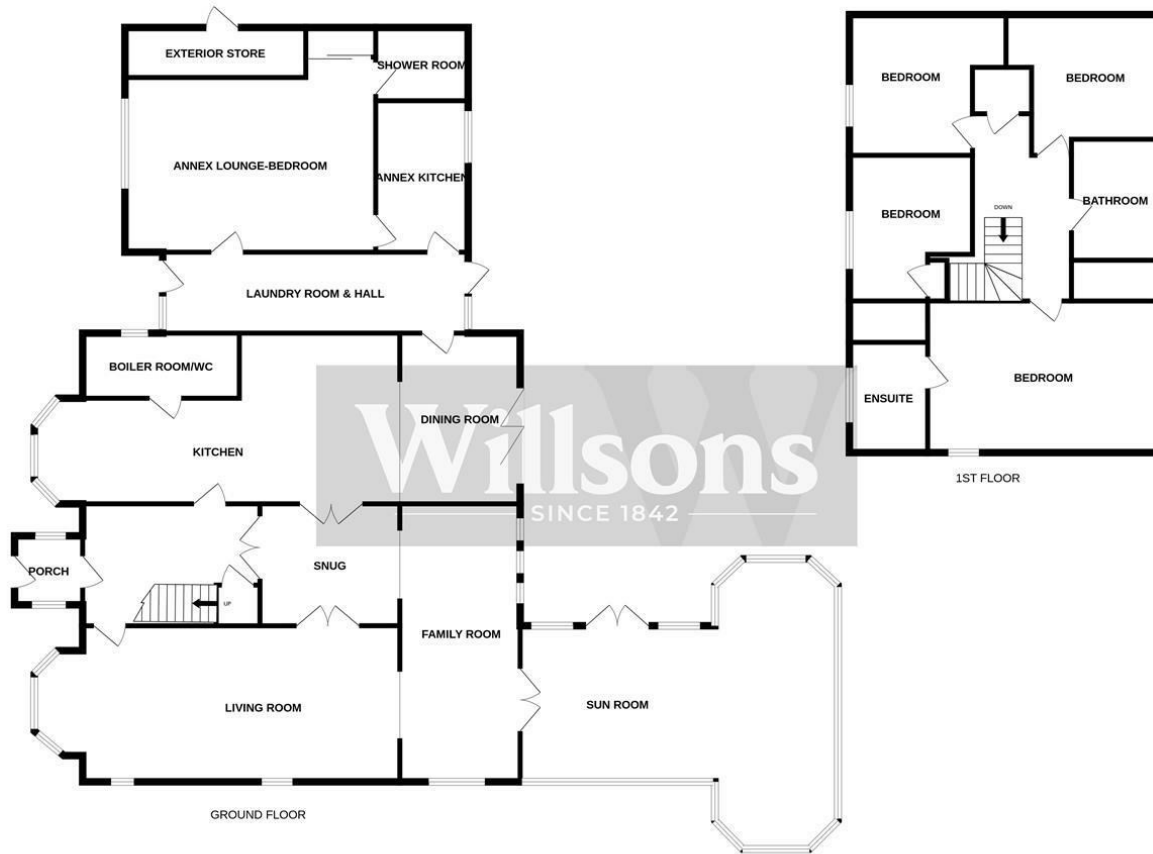 EXTERIOR STORE
SHOWER ROOM
ANNEX LOUNGE-BEDROOM
ANNEX KITCHEN
LAUNDRY ROOM & HALL
BOILER ROOM/WC
DINING ROOM
KITCHEN
PORCH
SNUG
UP
FAMILY ROOM
LIVING ROOM
SUN ROOM
GROUND FLOOR
BEDROOM
BEDROOM
BEDROOM
BATHROOM
DOWN
BEDROOM
ENSUITE
1ST FLOOR
Willsons
SINCE 1842